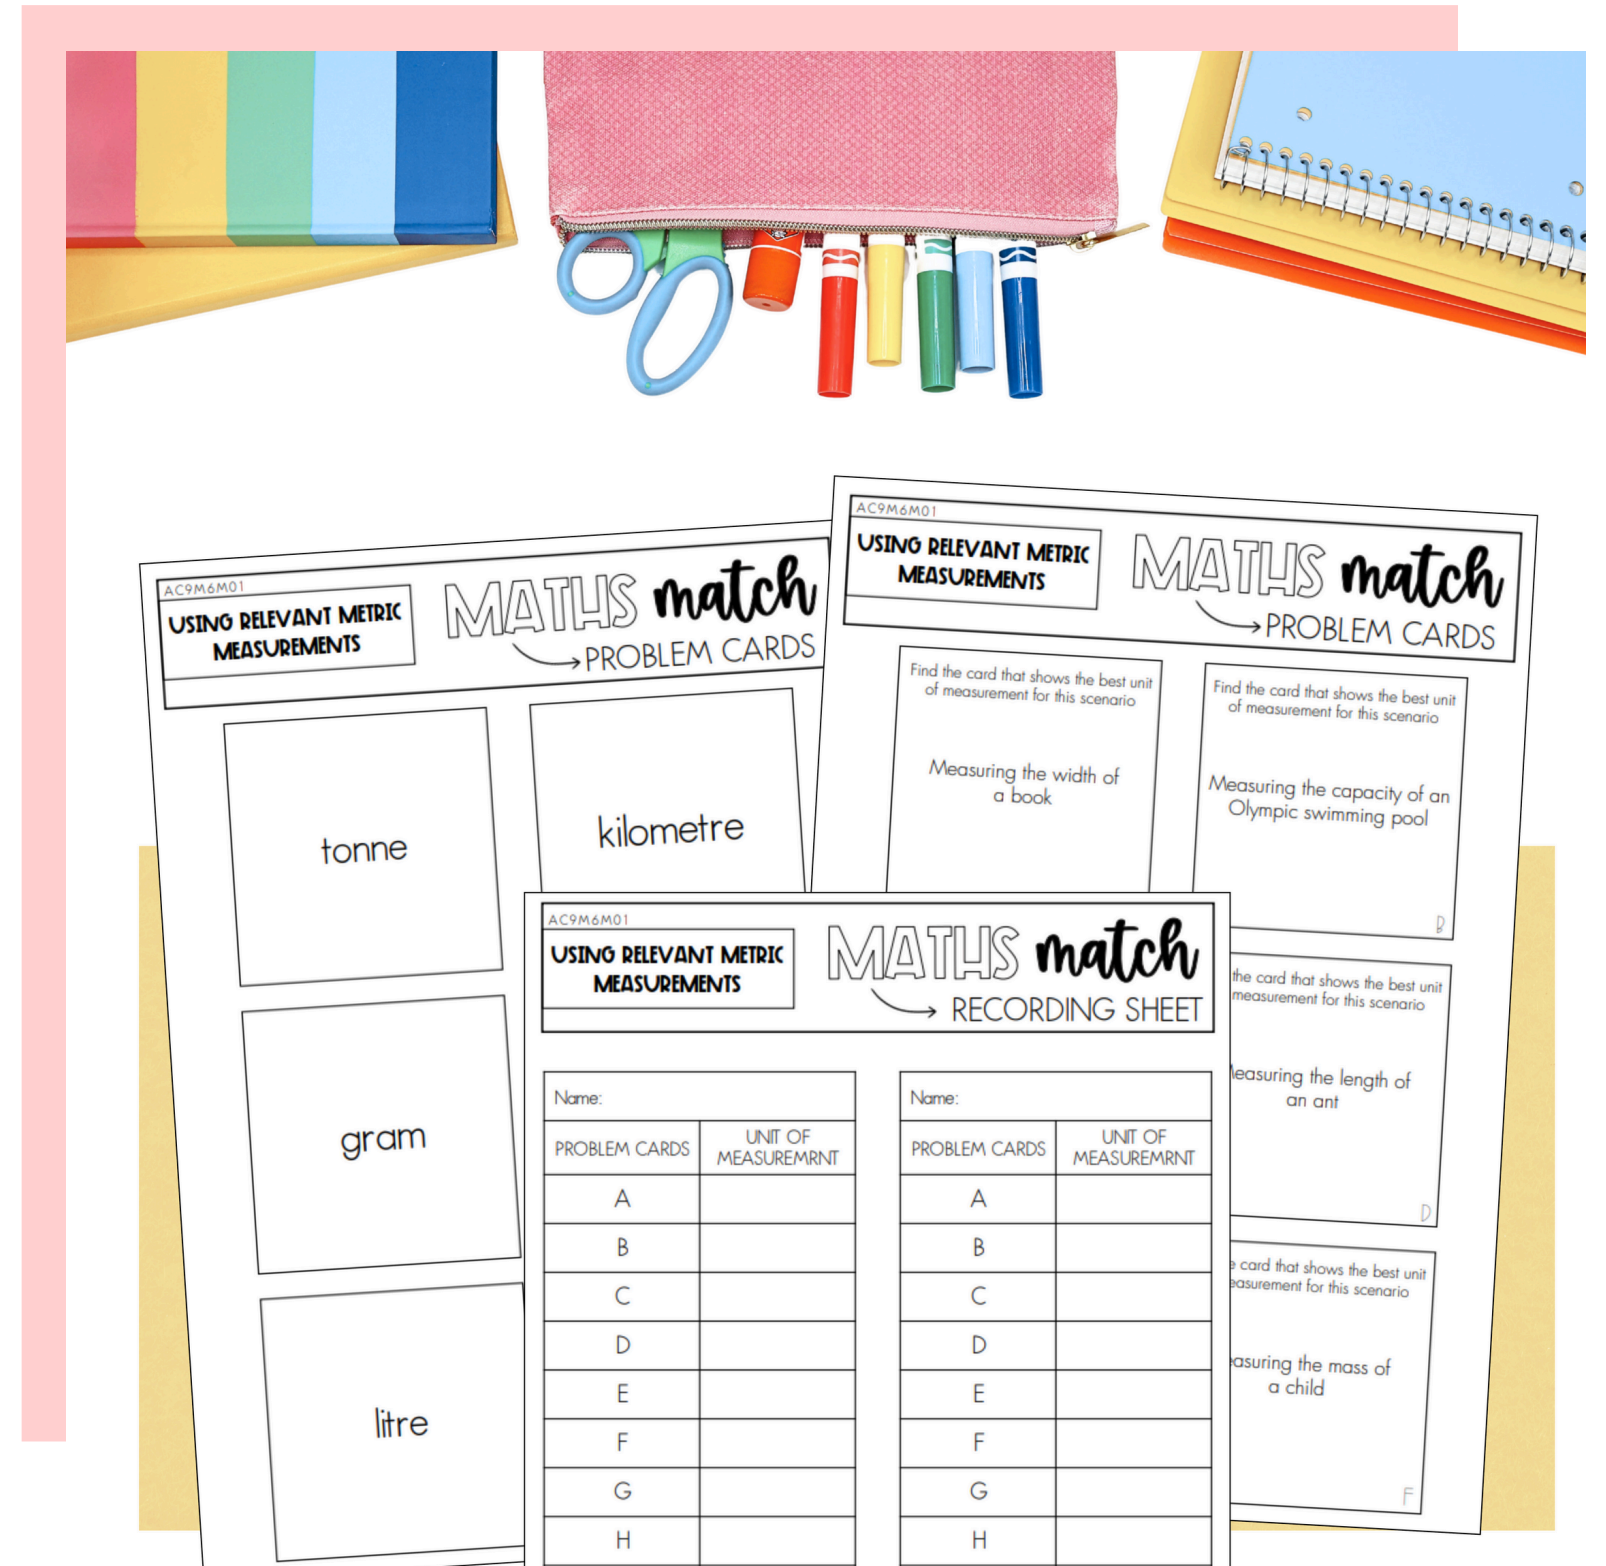 AC9M6M01
USING RELEVANT METRIC
MEASUREMENTS
MATHS match
PROBLEM CARDS
tonne
kilometre
gram
litre
AC9M6M01
USING RELEVANT METRIC
MEASUREMENTS
MATHS match
PROBLEM CARDS
Find the card that shows the best unit
of measurement for this scenario
Measuring the width of
a book
Find the card that shows the best unit
of measurement for this scenario
Measuring the capacity of an
Olympic swimming pool
B
the card that shows the best unit
measurement for this scenario
the length of
an ant
D
card that shows the best unit
for this scenario
the mass of
a child
F
AC9M6M01
USING RELEVANT METRIC
MEASUREMENTS
MATHS match
RECORDING SHEET
Name:
PROBLEM CARDS
UNIT OF
MEASUREMRNT
A
B
C
D
E
F
G
H
Name:
PROBLEM CARDS
UNIT OF
MEASUREMRNT
A
B
C
D
E
F
G
H